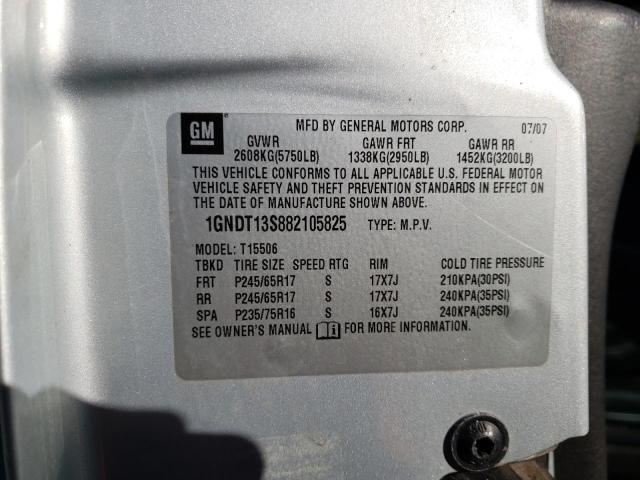 GM
MFD BY GENERAL MOTORS CORP. 07/07
GVWR GAWR FRT GAWR RR
2608KG(5750LB) 1338KG(2950LB) 1452KG(3200LB)
THIS VEHICLE CONFORMS TO ALL APPLICABLE U.S. FEDERAL MOTOR
VEHICLE SAFETY AND THEFT PREVENTION STANDARDS IN EFFECT ON
THE DATE OF MANUFACTURE SHOWN ABOVE.
1GNDT13S882105825 TYPE: M.P.V.
MODEL: T15506
TBKD TIRE SIZE SPEED RTG RIM COLD TIRE PRESSURE
FRT P245/65R17 S 17X7J 210KPA(30PSI)
RR P245/65R17 S 17X7J 240KPA(35PSI)
SPA P235/75R16 S 16X7J 240KPA(35PSI)
SEE OWNER'S MANUAL FOR MORE INFORMATION.